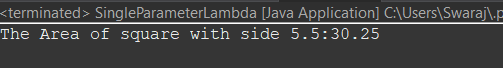 <terminated> SingleParameterLambda [Java Application] C:\Users\Swaraj\.p
The Area of square with side 5.5:30.25